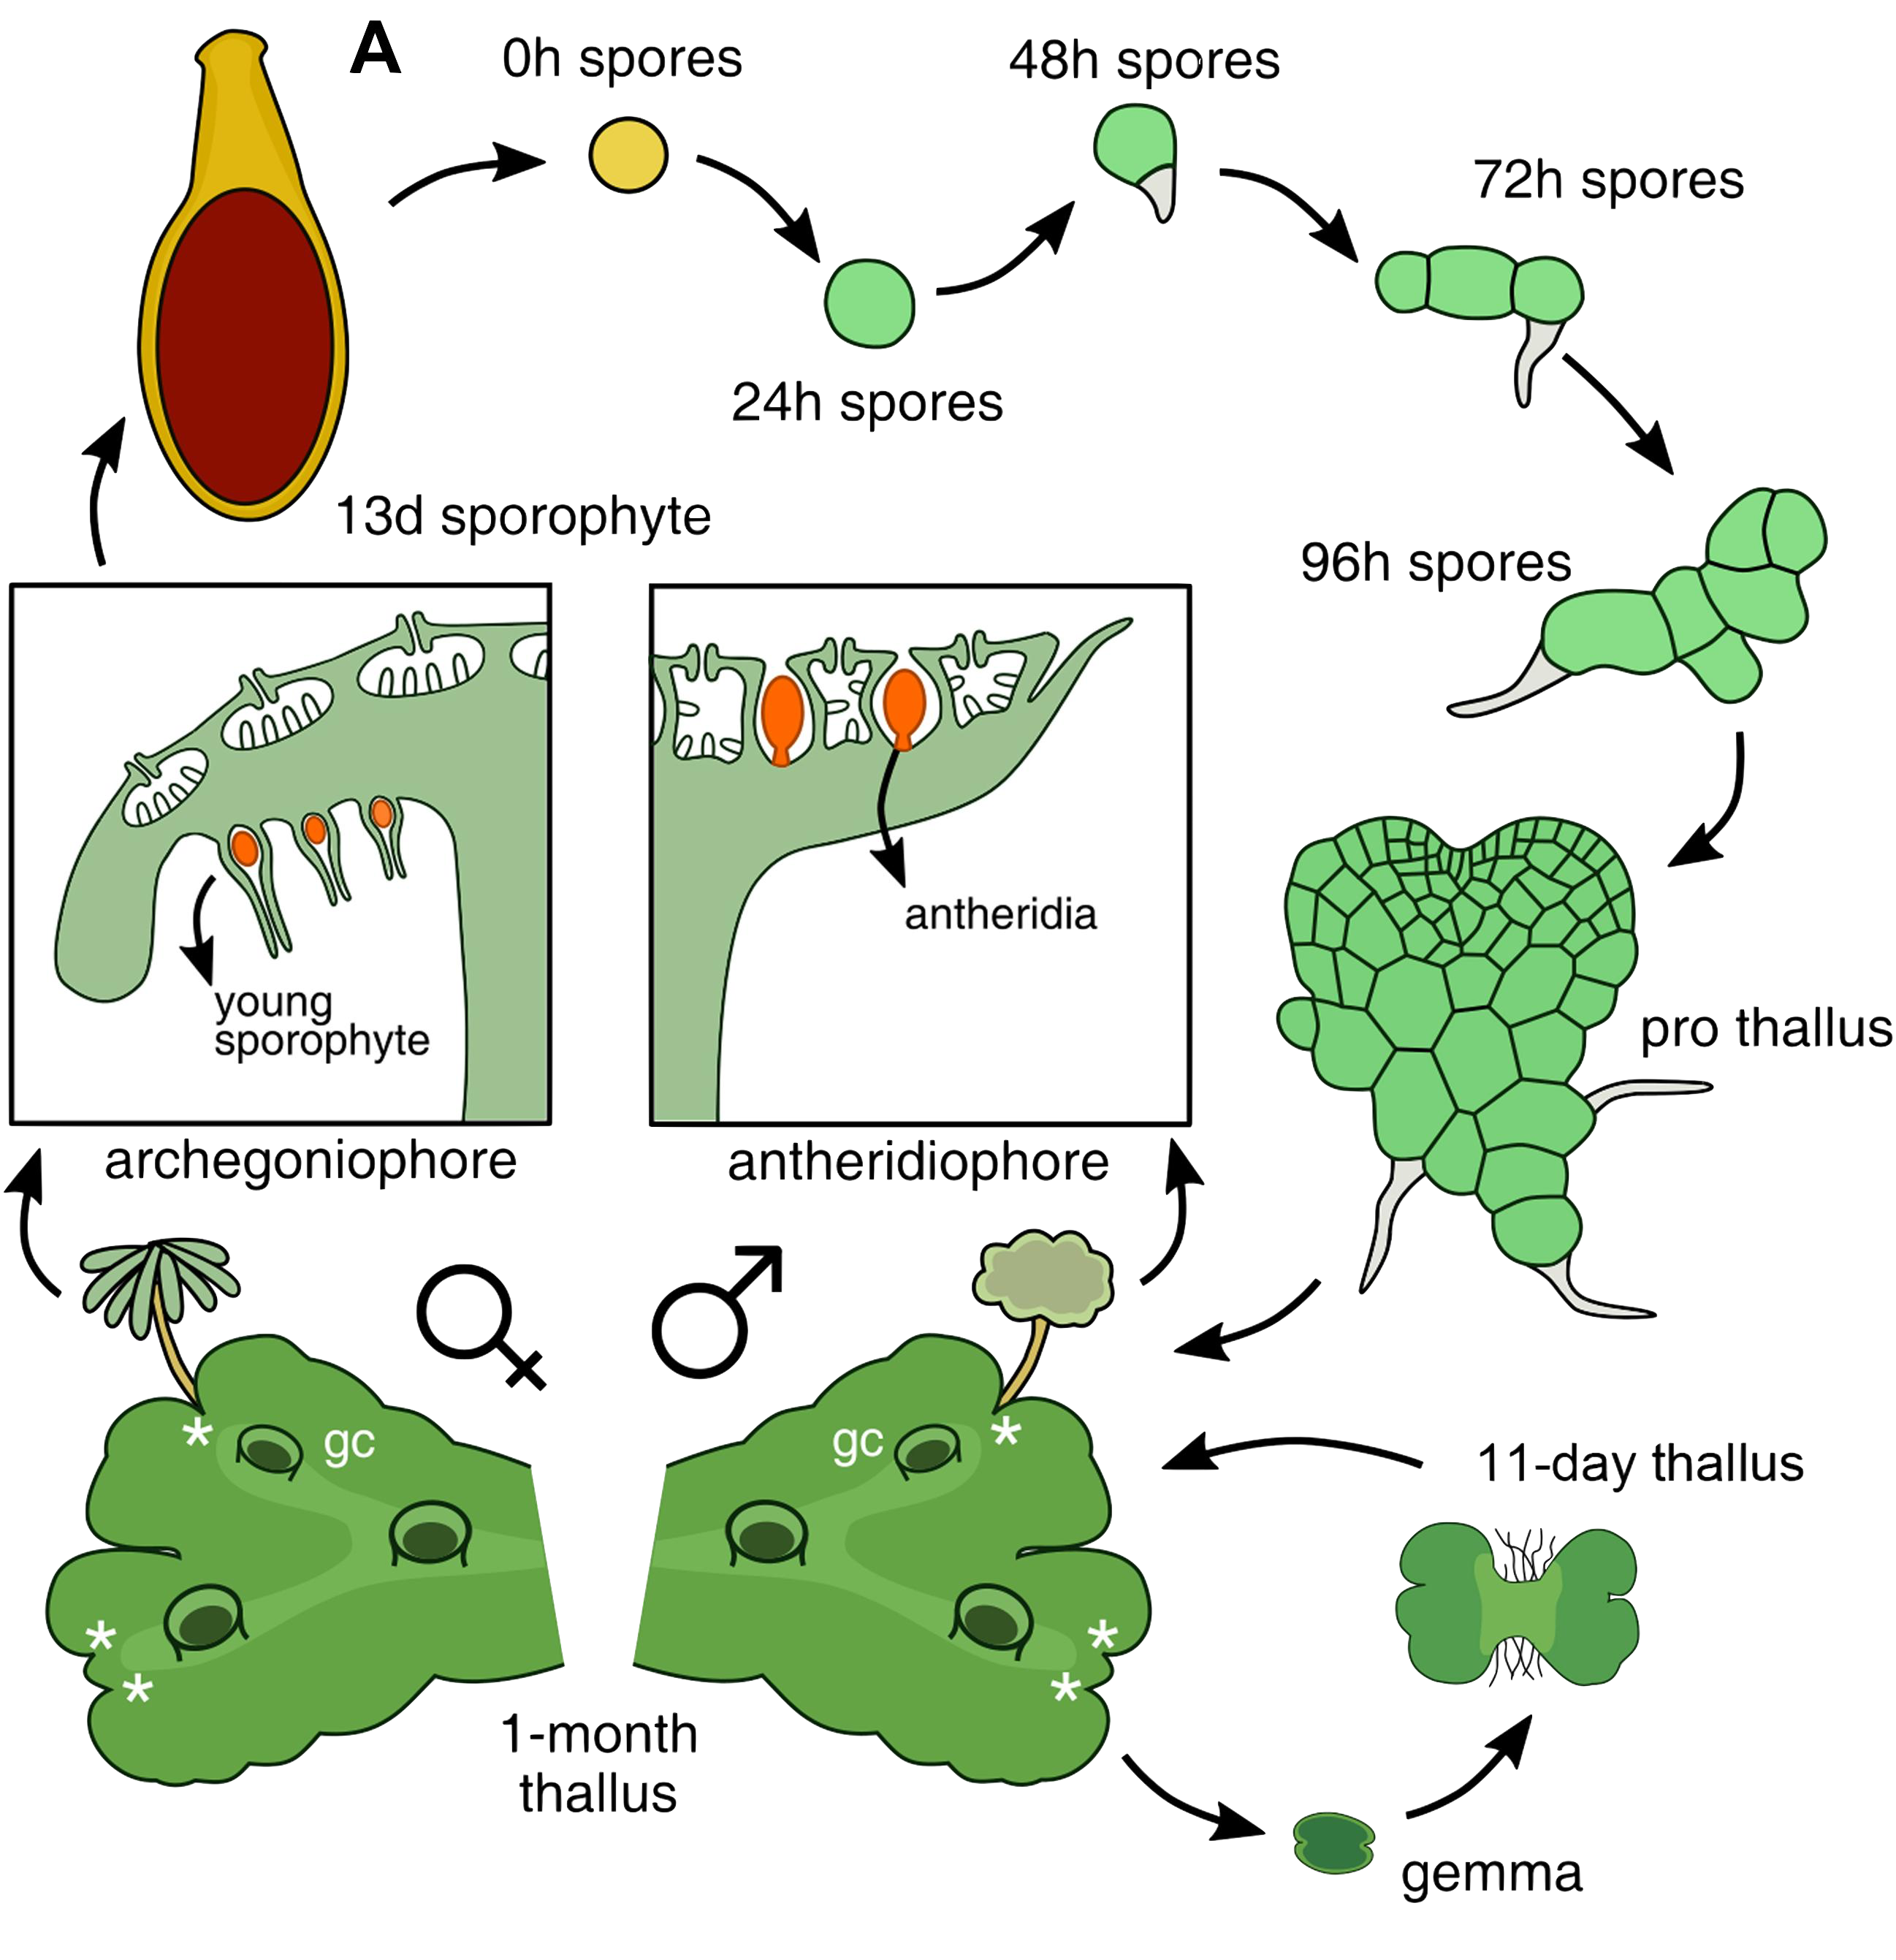 A
0h spores
48h spores
72h spores
24h spores
13d sporophyte
96h spores
antheridia
young
sporophyte
pro thallus
archegoniophore
antheridiophore
* gc
gc *
11-day thallus
*
*
*
*
1-month
thallus
gemma